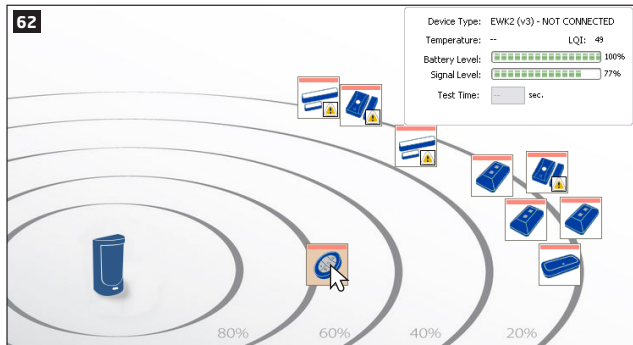 62
Device Type: EWK2 (v3) - NOT CONNECTED
Temperature: -- LQI: 49
Battery Level: 100%
Signal Level: 77%
Test Time: -- sec.
80% 60% 40% 20%